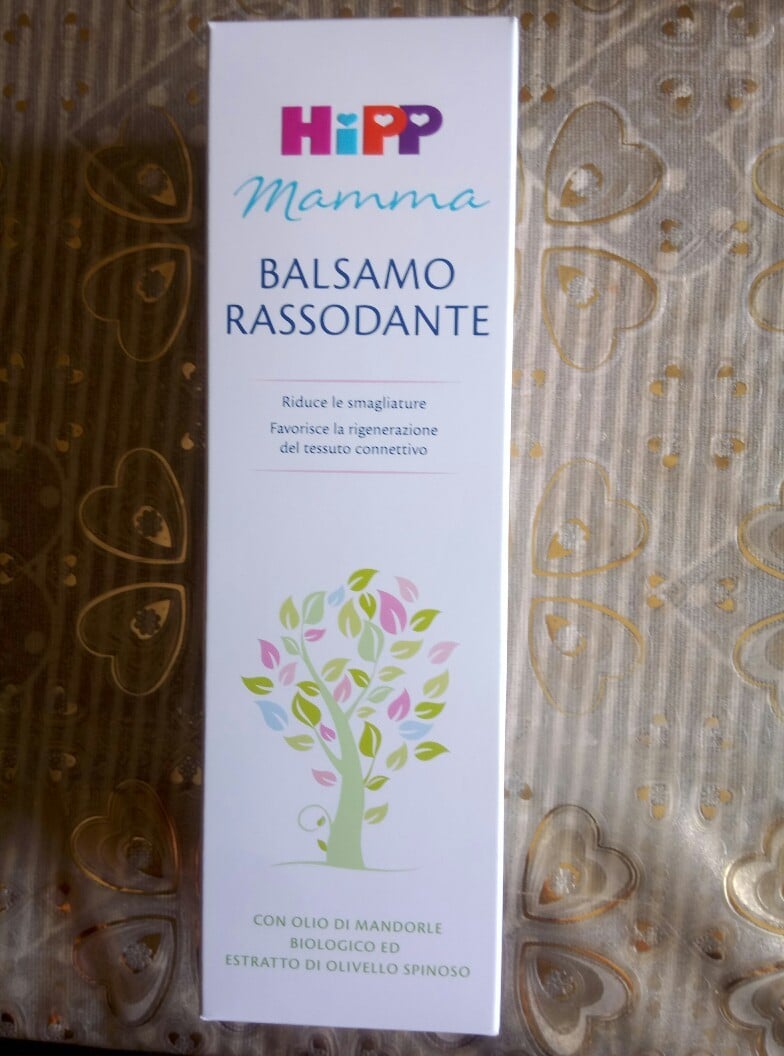 HiPP
Mamma
BALSAMO
RASSODANTE
Riduce le smagliature
Favorisce la rigenerazione
del tessuto connettivo
CON OLIO DI MANDORLE
BIOLOGICO ED
ESTRATTO DI OLIVELLO SPINOSO